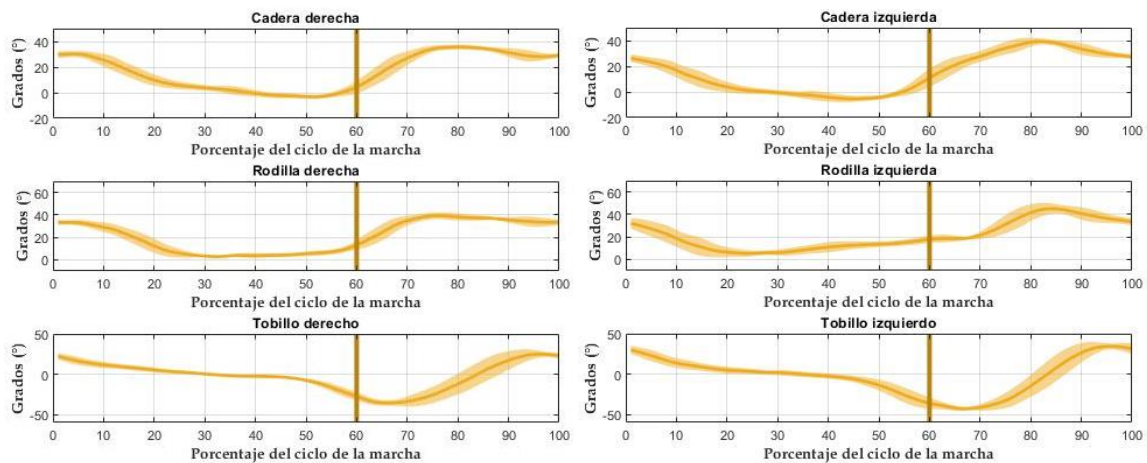 Cadera derecha
Grados (°)
40
20
0
-20
0 10 20 30 40 50 60 70 80 90 100
Porcentaje del ciclo de la marcha
Cadera izquierda
Grados (°)
40
20
0
-20
0 10 20 30 40 50 60 70 80 90 100
Porcentaje del ciclo de la marcha
Rodilla derecha
Grados (°)
60
40
20
0
0 10 20 30 40 50 60 70 80 90 100
Porcentaje del ciclo de la marcha
Rodilla izquierda
Grados (°)
60
40
20
0
0 10 20 30 40 50 60 70 80 90 100
Porcentaje del ciclo de la marcha
Tobillo derecho
Grados (°)
50
0
-50
0 10 20 30 40 50 60 70 80 90 100
Porcentaje del ciclo de la marcha
Tobillo izquierdo
Grados (°)
50
0
-50
0 10 20 30 40 50 60 70 80 90 100
Porcentaje del ciclo de la marcha